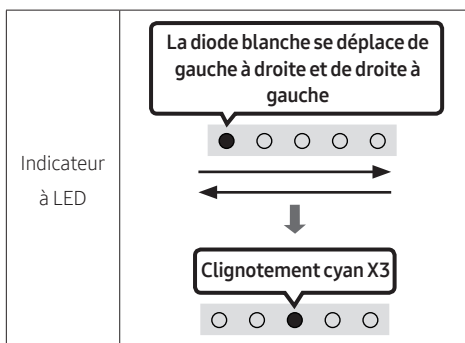 La diode blanche se déplace de
gauche à droite et de droite à
gauche
Indicateur
à LED
Clignotement cyan X3